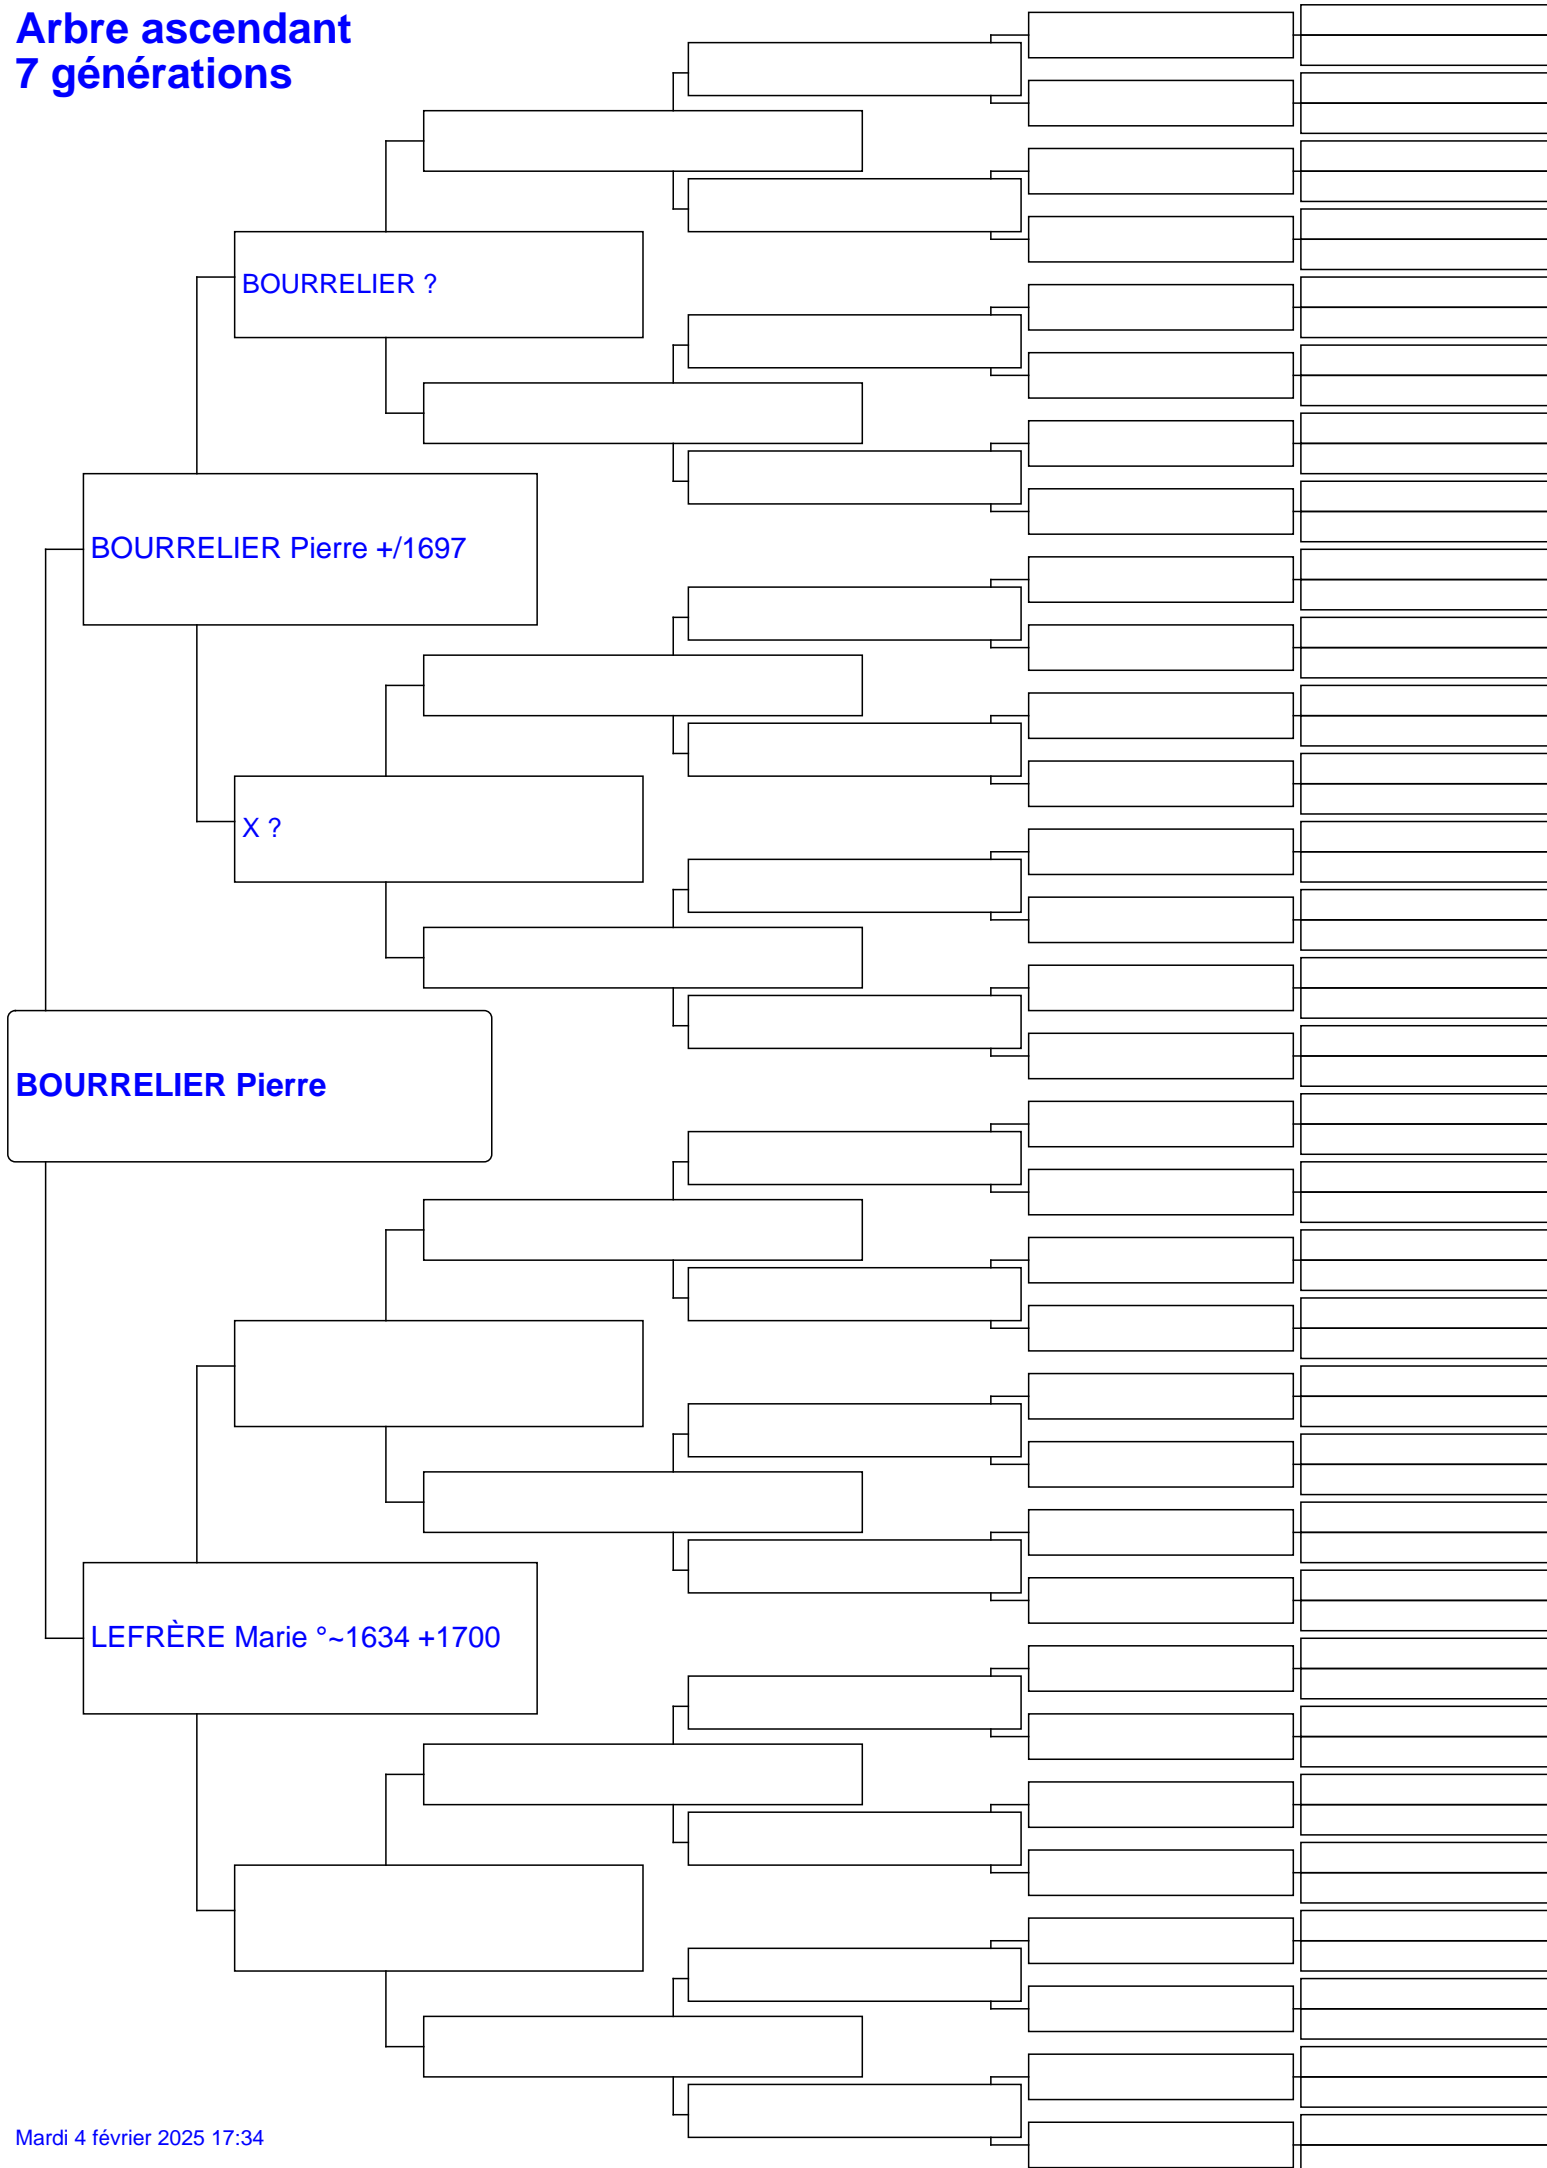 Arbre ascendant
7 générations
BOURRELIER ?
BOURRELIER Pierre +/1697
X ?
BOURRELIER Pierre
LEFRÈRE Marie °~1634 +1700
Mardi 4 février 2025 17:34